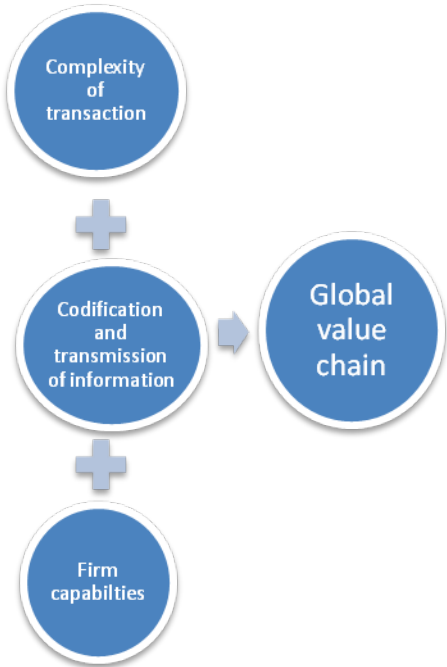 Complexity
of
transaction
Codification
and
transmission
of information
Global
value
chain
Firm
capabilties